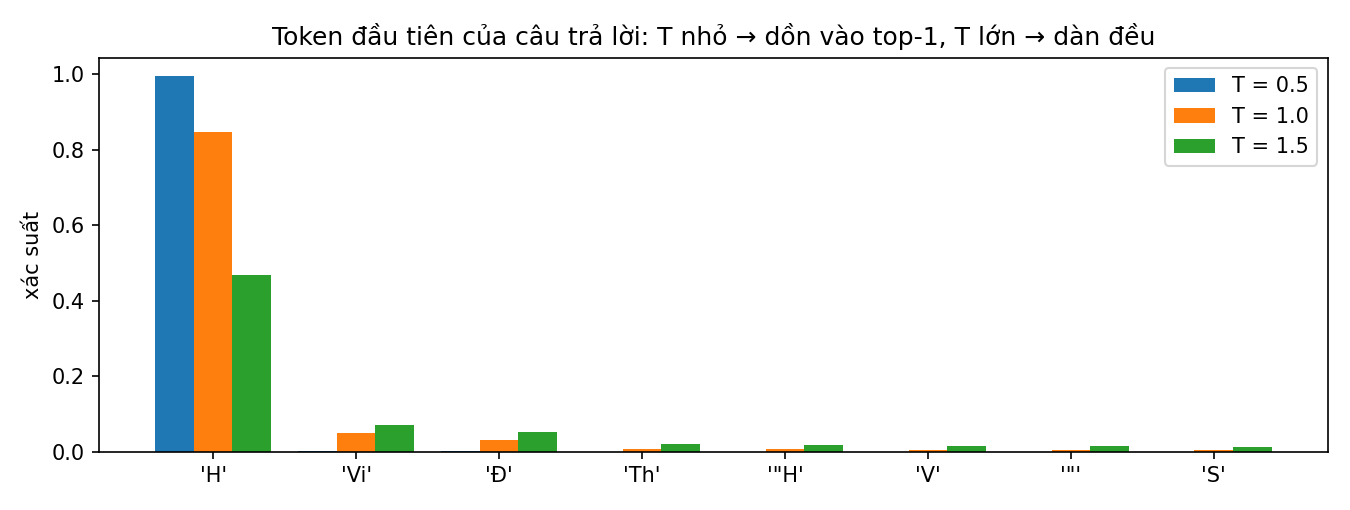 Token đầu tiên của câu trả lời: T nhỏ → dồn vào top-1, T lớn → dàn đều
T = 0.5
T = 1.0
T = 1.5
xác suất
1.0
0.8
0.6
0.4
0.2
0.0
'H' 'Vi' 'Đ' 'Th' '"H' 'V' '"' 'S'